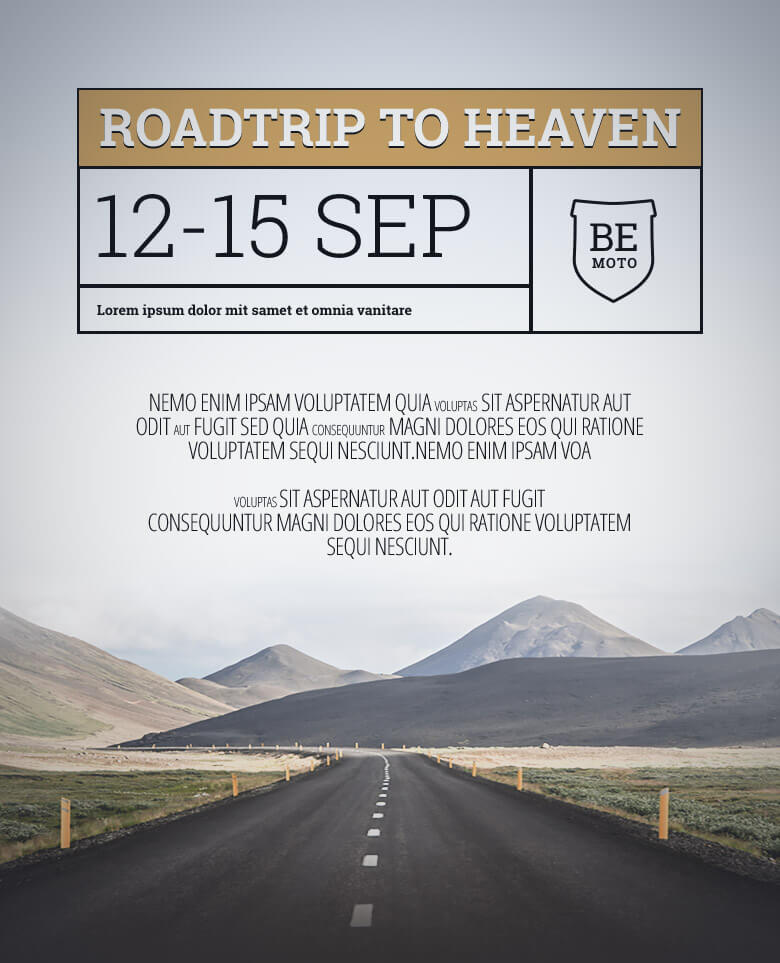 ROADTRIP TO HEAVEN
12-15 SEP
BE
MOTO
Lorem ipsum dolor mit samet et omnia vanitare
NEMO ENIM IPSAM VOLUPTATEM QUIA VOLUPTAS SIT ASPERNATUR AUT
ODIT AUT FUGIT SED QUIA CONSEQUUNTUR MAGNI DOLORES EOS QUI RATIONE
VOLUPTATEM SEQUI NESCIUNT.NEMO ENIM IPSAM VOA
VOLUPTAS SIT ASPERNATUR AUT ODIT AUT FUGIT
CONSEQUUNTUR MAGNI DOLORES EOS QUI RATIONE VOLUPTATEM
SEQUI NESCIUNT.